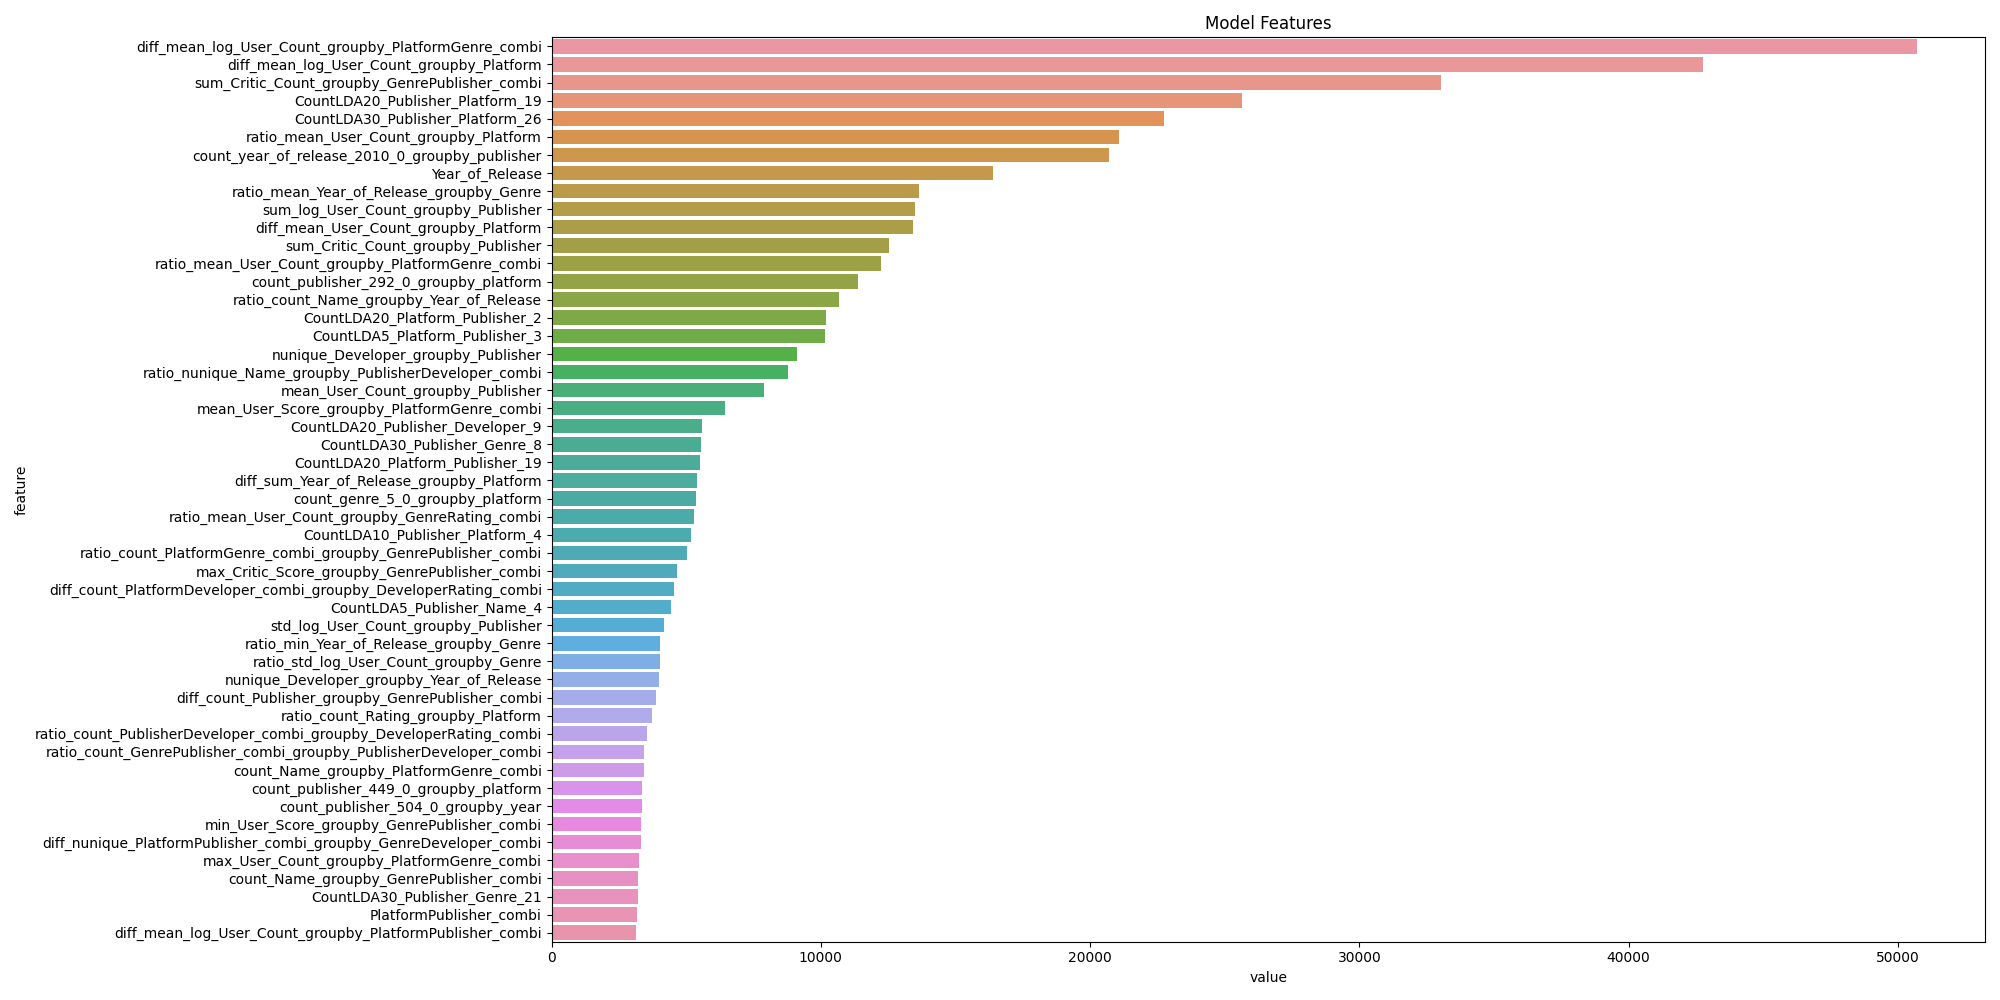 Model Features
diff_mean_log_User_Count_groupby_PlatformGenre_combi
diff_mean_log_User_Count_groupby_Platform
sum_Critic_Count_groupby_GenrePublisher_combi
CountLDA20_Publisher_Platform_19
CountLDA30_Publisher_Platform_26
ratio_mean_User_Count_groupby_Platform
count_year_of_release_2010_0_groupby_publisher
Year_of_Release
ratio_mean_Year_of_Release_groupby_Genre
sum_log_User_Count_groupby_Publisher
diff_mean_User_Count_groupby_Platform
sum_Critic_Count_groupby_Publisher
ratio_mean_User_Count_groupby_PlatformGenre_combi
count_publisher_292_0_groupby_platform
ratio_count_Name_groupby_Year_of_Release
CountLDA20_Platform_Publisher_2
CountLDA5_Platform_Publisher_3
nunique_Developer_groupby_Publisher
ratio_nunique_Name_groupby_PublisherDeveloper_combi
mean_User_Count_groupby_Publisher
mean_User_Score_groupby_PlatformGenre_combi
CountLDA20_Publisher_Developer_9
CountLDA30_Publisher_Genre_8
CountLDA20_Platform_Publisher_19
diff_sum_Year_of_Release_groupby_Platform
count_genre_5_0_groupby_platform
ratio_mean_User_Count_groupby_GenreRating_combi
CountLDA10_Publisher_Platform_4
ratio_count_PlatformGenre_combi_groupby_GenrePublisher_combi
max_Critic_Score_groupby_GenrePublisher_combi
diff_count_PlatformDeveloper_combi_groupby_DeveloperRating_combi
CountLDA5_Publisher_Name_4
std_log_User_Count_groupby_Publisher
ratio_min_Year_of_Release_groupby_Genre
ratio_std_log_User_Count_groupby_Genre
nunique_Developer_groupby_Year_of_Release
diff_count_Publisher_groupby_GenrePublisher_combi
ratio_count_Rating_groupby_Platform
ratio_count_PublisherDeveloper_combi_groupby_DeveloperRating_combi
ratio_count_GenrePublisher_combi_groupby_PublisherDeveloper_combi
count_Name_groupby_PlatformGenre_combi
count_publisher_449_0_groupby_platform
count_publisher_504_0_groupby_year
min_User_Score_groupby_GenrePublisher_combi
diff_nunique_PlatformPublisher_combi_groupby_GenreDeveloper_combi
max_User_Count_groupby_PlatformGenre_combi
count_Name_groupby_GenrePublisher_combi
CountLDA30_Publisher_Genre_21
PlatformPublisher_combi
diff_mean_log_User_Count_groupby_PlatformPublisher_combi
feature
0 10000 20000 30000 40000 50000
value